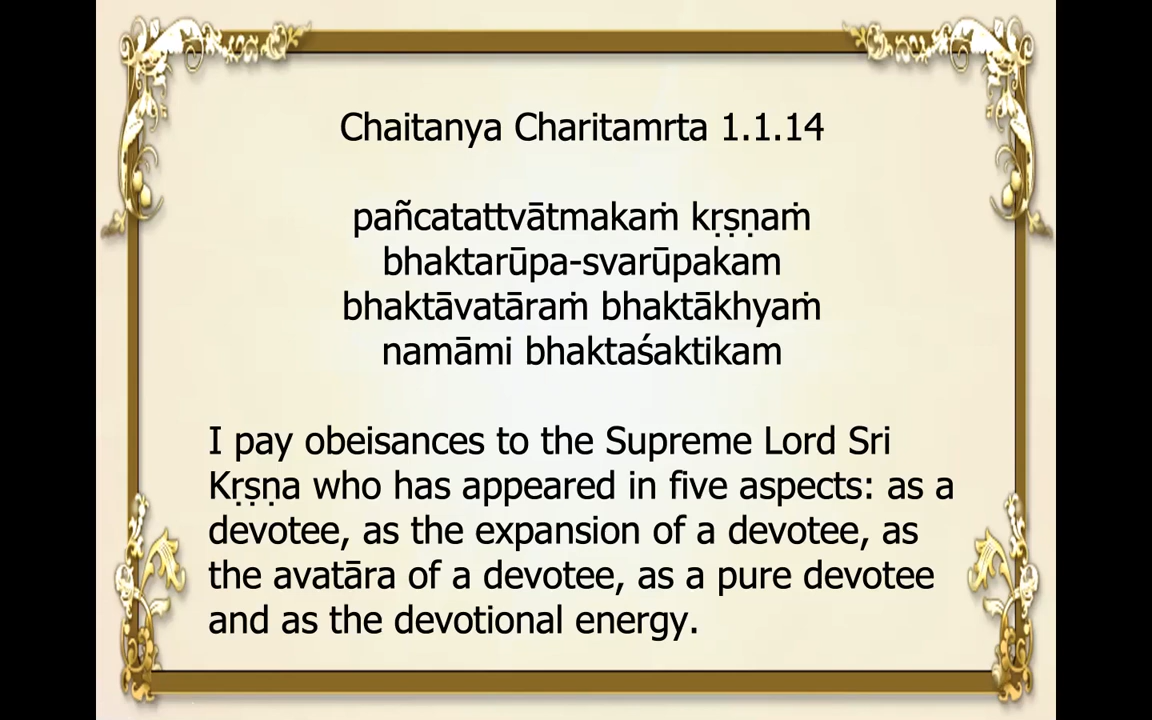 Chaitanya Charitamrta 1.1.14
pañcatattvātmakaṁ kṛṣṇaṁ
bhaktarūpa-svarūpakam
bhaktāvatāraṁ bhaktākhyaṁ
namāmi bhaktaśaktikam
I pay obeisances to the Supreme Lord Sri
Kṛṣṇa who has appeared in five aspects: as a
devotee, as the expansion of a devotee, as
the avatāra of a devotee, as a pure devotee
and as the devotional energy.